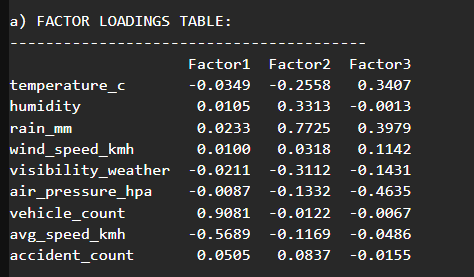 a) FACTOR LOADINGS TABLE:
----------------------------------------
Factor1 Factor2 Factor3
temperature_c -0.0349 -0.2558 0.3407
humidity 0.0105 0.3313 -0.0013
rain_mm 0.0233 0.7725 0.3979
wind_speed_kmh 0.0100 0.0318 0.1142
visibility_weather -0.0211 -0.3112 -0.1431
air_pressure_hpa -0.0087 -0.1332 -0.4635
vehicle_count 0.9081 -0.0122 -0.0067
avg_speed_kmh -0.5689 -0.1169 -0.0486
accident_count 0.0505 0.0837 -0.0155